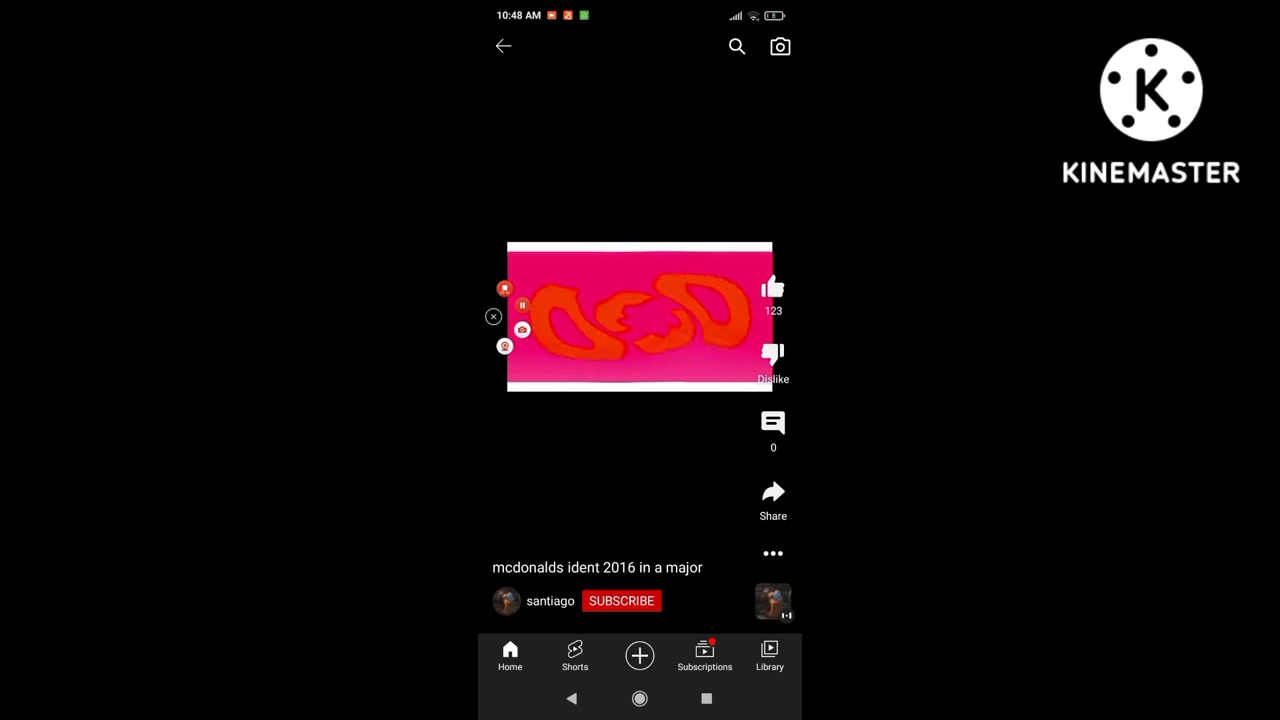 10:48 AM
8
K
KINEMASTER
123
Dislike
0
Share
mcdonalds ident 2016 in a major
santiago SUBSCRIBE
Home Shorts Subscriptions Library